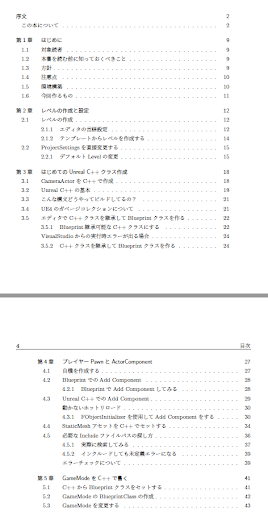 序文 2
この本について 2
第1章 はじめに 9
1.1 対象読者 9
1.2 本書を読む前に知っておくべきこと 9
1.3 方針 9
1.4 注意点 10
1.5 環境構築 10
1.6 今回作るもの 11
第2章 レベルの作成と設定 12
2.1 レベルの作成 12
2.1.1 エディタの言語設定 12
2.1.2 テンプレートからレベルを作成する 14
2.2 ProjectSettings を直接変更する 15
2.2.1 デフォルト Level の変更 15
第3章 はじめての Unreal C++ クラス作成 18
3.1 CameraActor を C++ で作成 18
3.2 Unreal C++ の基本 19
3.3 こんな構文どうやってビルドしてるの？ 21
3.4 UE4 のガーベジコレクションについて 21
3.5 エディタで C++ クラスを継承して Blueprint クラスを作る 22
3.5.1 Blueprint 継承可能な C++ クラスにする 22
VisualStudio からの実行時エラーが出る場合 24
3.5.2 C++ クラスを継承して Blueprint クラスを作る 24
4 目次
第4章 プレイヤー Pawn と ActorComponent 27
4.1 自機を作成する 27
4.2 Blueprint での Add Component 28
4.2.1 Blueprint で Add Component してみる 28
4.3 Unreal C++ での Add Component 29
動かないホットリロード 30
4.3.1 FObjectInitializer を使用して Add Component をする 30
4.4 StaticMesh アセットを C++ でセットする 34
4.5 必要な Include ファイルパスの探し方 36
4.5.1 実際に検索してみる 37
4.5.2 インクルードしても未定義エラーになる 39
エラーチェックについて 39
第5章 GameMode を C++ で書く 41
5.1 C++ から Blueprint クラスをセットする 41
5.2 GameMode の BlueprintClass の作成 42
5.3 GameMode を変更する 43